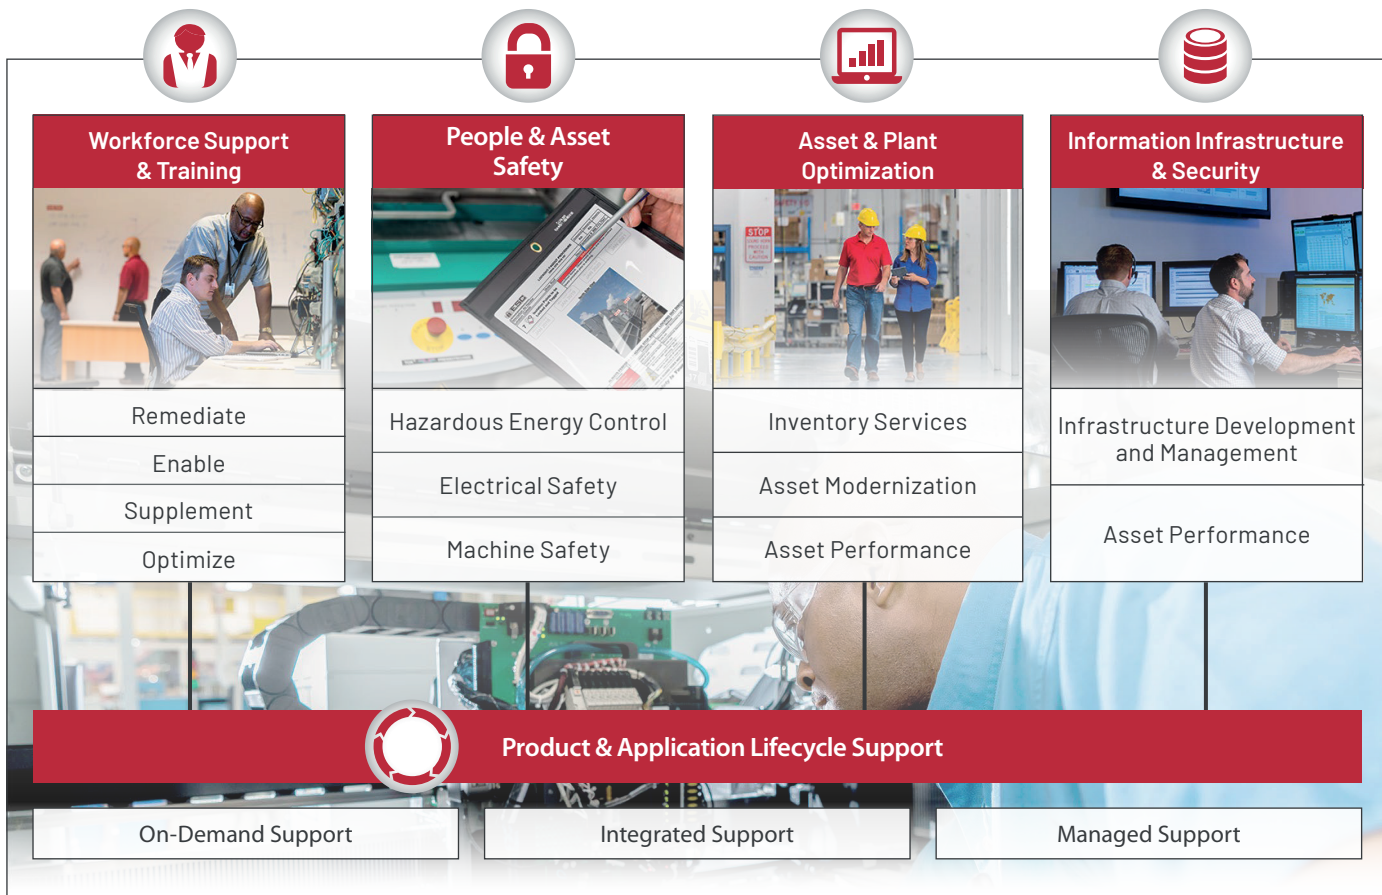 Workforce Support
& Training
People & Asset
Safety
Asset & Plant
Optimization
Information Infrastructure
& Security
STOP
Remediate
Enable
Supplement
Optimize
Hazardous Energy Control
Electrical Safety
Machine Safety
Inventory Services
Asset Modernization
Asset Performance
Infrastructure Development
and Management
Asset Performance
Product & Application Lifecycle Support
On-Demand Support
Integrated Support
Managed Support